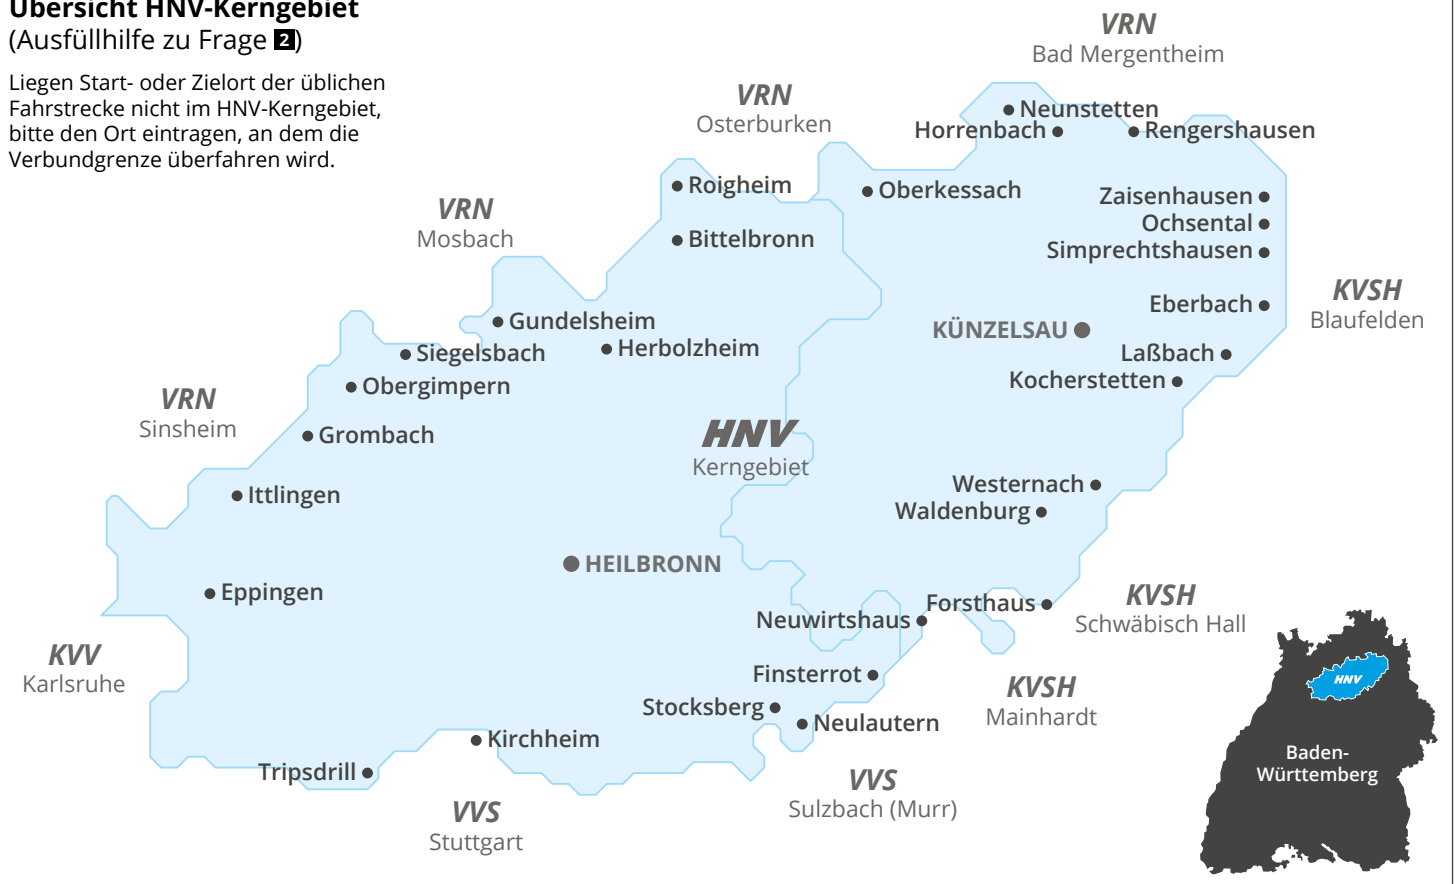 Übersicht HNV-Kerngebiet
(Ausfüllhilfe zu Frage 2)
Liegen Start- oder Zielort der üblichen
Fahrstrecke nicht im HNV-Kerngebiet,
bitte den Ort eintragen, an dem die
Verbundgrenze überfahren wird.
VRN
Bad Mergentheim
VRN
Osterburken
Neunstetten
Horrenbach
Rengershausen
Roigheim
Oberkessach
Zaisenhausen
VRN
Mosbach
Ochsental
Bittelbronn
Simprechtshausen
KVSH
Blaufelden
Eberbach
Gundelsheim
KÜNZELSAU
Herbolzheim
Siegelsbach
Laßbach
Obergimpern
Kocherstetten
VRN
Sinsheim
Grombach
HNV
Kerngebiet
Ittlingen
Westernach
Waldenburg
HEILBRONN
Eppingen
KVSH
Schwäbisch Hall
Forsthaus
Neuwirtshaus
KVV
Karlsruhe
Finsterrot
KVSH
Mainhardt
HNV
Stocksberg
Neulautern
Kirchheim
Baden-
Württemberg
Tripsdrill
VVS
Sulzbach (Murr)
VVS
Stuttgart